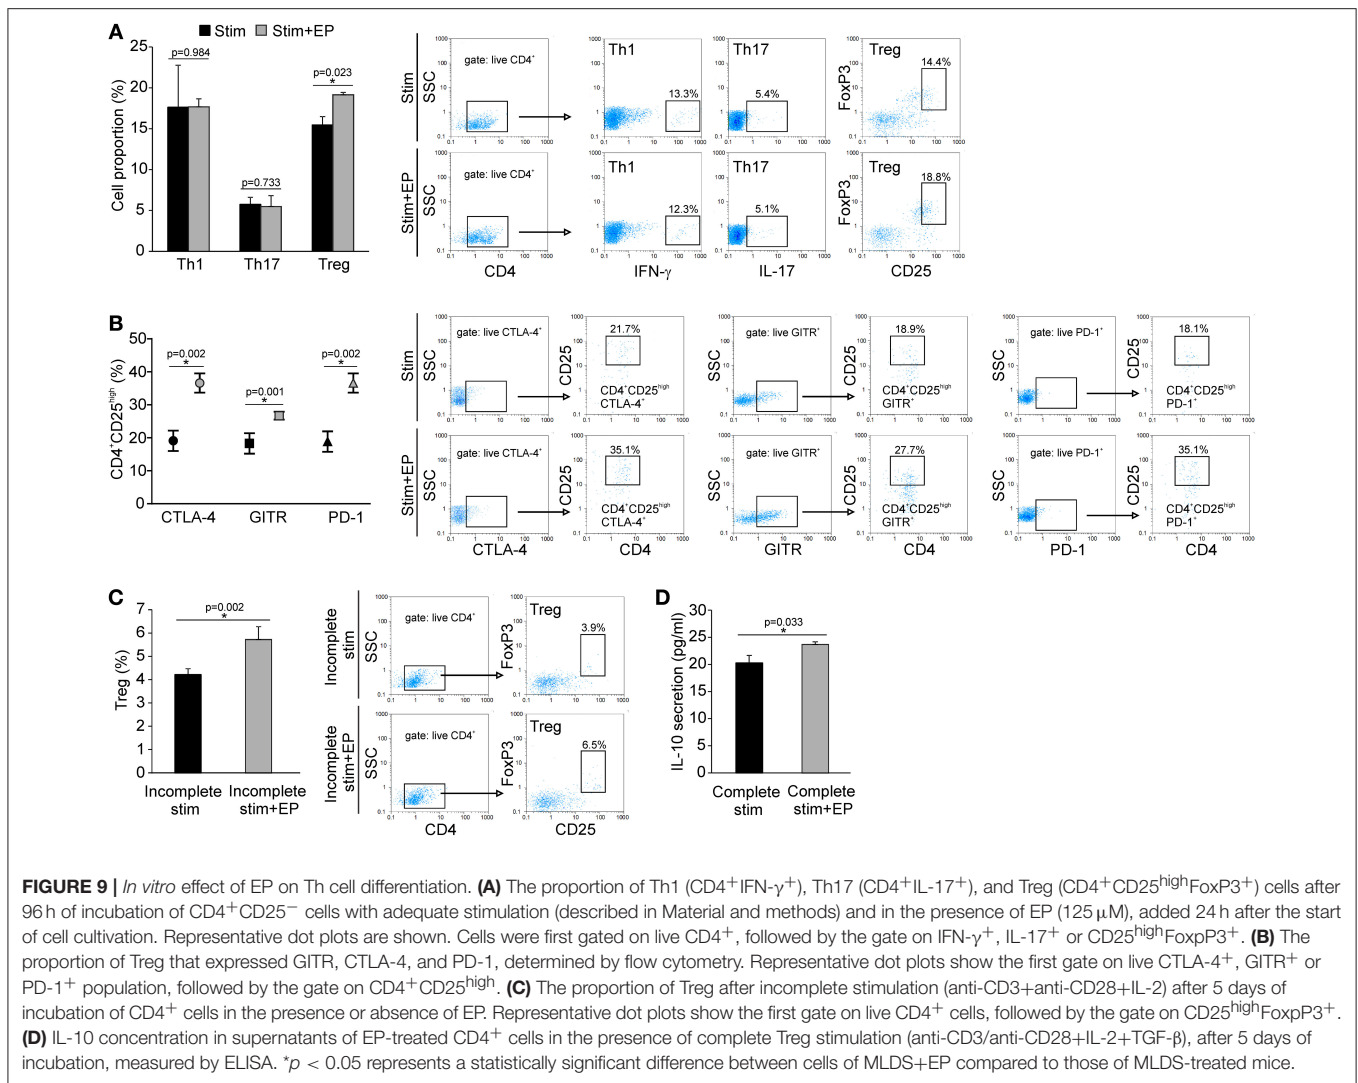 A
Stim Stim+EP
Cell proportion (%)
25
20
15
10
5
0
p=0.984
p=0.733
p=0.023
*
Th1 Th17 Treg
Stim
SSC
gate: live CD4+
Th1
13.3%
Th17
5.4%
FoxP3
Treg
14.4%
Stim+EP
SSC
gate: live CD4+
Th1
12.3%
Th17
5.1%
FoxP3
Treg
18.8%
CD4 IFN-γ IL-17 CD25
B
CD4+CD25high (%)
50
40
30
20
10
0
p=0.002
*
p=0.001
*
p=0.002
*
CTLA-4 GITR PD-1
Stim
SSC
gate: live CTLA-4+
CD25
21.7%
CD4+CD25high
CTLA-4+
SSC
gate: live GITR+
CD25
18.9%
CD4+CD25high
GITR+
SSC
gate: live PD-1+
CD25
18.1%
CD4+CD25high
PD-1+
Stim+EP
SSC
gate: live CTLA-4+
CD25
35.1%
CD4+CD25high
CTLA-4+
SSC
gate: live GITR+
CD25
27.7%
CD4+CD25high
GITR+
SSC
gate: live PD-1+
CD25
35.1%
CD4+CD25high
PD-1+
CTLA-4 CD4 GITR CD4 PD-1 CD4
C
Treg (%)
7
6
5
4
3
2
1
0
p=0.002
*
Incomplete
stim
Incomplete
stim+EP
Incomplete
stim
SSC
gate: live CD4+
FoxP3
Treg
3.9%
Incomplete
stim+EP
SSC
gate: live CD4+
FoxP3
Treg
6.5%
CD4 CD25
D
IL-10 secretion (pg/ml)
30
25
20
15
10
5
0
p=0.033
*
Complete
stim
Complete
stim+EP
FIGURE 9 | In vitro effect of EP on Th cell differentiation. (A) The proportion of Th1 (CD4+IFN-γ+), Th17 (CD4+IL-17+), and Treg (CD4+CD25highFoxP3+) cells after
96 h of incubation of CD4+CD25− cells with adequate stimulation (described in Material and methods) and in the presence of EP (125 μM), added 24 h after the start
of cell cultivation. Representative dot plots are shown. Cells were first gated on live CD4+, followed by the gate on IFN-γ+, IL-17+ or CD25highFoxpP3+. (B) The
proportion of Treg that expressed GITR, CTLA-4, and PD-1, determined by flow cytometry. Representative dot plots show the first gate on live CTLA-4+, GITR+ or
PD-1+ population, followed by the gate on CD4+CD25high. (C) The proportion of Treg after incomplete stimulation (anti-CD3+anti-CD28+IL-2) after 5 days of
incubation of CD4+ cells in the presence or absence of EP. Representative dot plots show the first gate on live CD4+ cells, followed by the gate on CD25highFoxpP3+.
(D) IL-10 concentration in supernatants of EP-treated CD4+ cells in the presence of complete Treg stimulation (anti-CD3/anti-CD28+IL-2+TGF-β), after 5 days of
incubation, measured by ELISA. *p < 0.05 represents a statistically significant difference between cells of MLDS+EP compared to those of MLDS-treated mice.